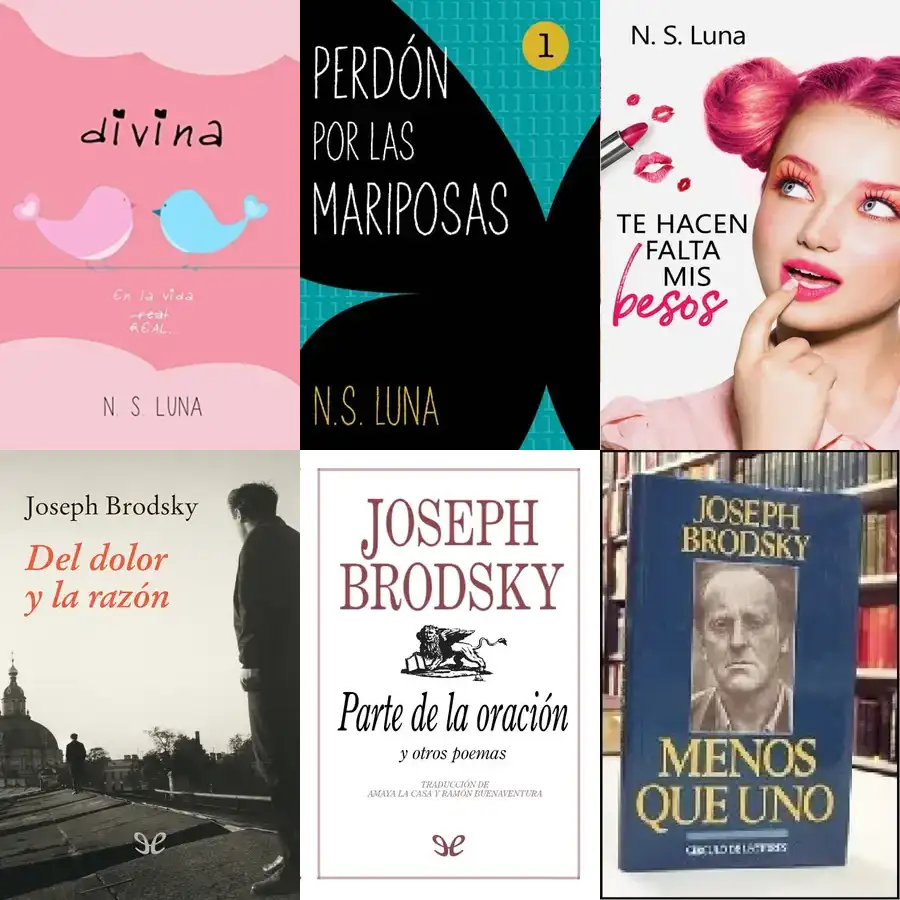 divina
En la vida
real
REAL...
N. S. LUNA
PERDÓN
POR LAS
MARIPOSAS
1
N.S. LUNA
N. S. Luna
TE HACEN
FALTA
MIS
besos
Joseph Brodsky
Del dolor
y la razón
JOSEPH
BRODSKY
Parte de la oración
y otros poemas
TRADUCCIÓN DE
AMAYA LA CASA Y RAMÓN BUENAVENTURA
JOSEPH
BRODSKY
MENOS
QUE UNO
CÍRCULO DE LECTORES